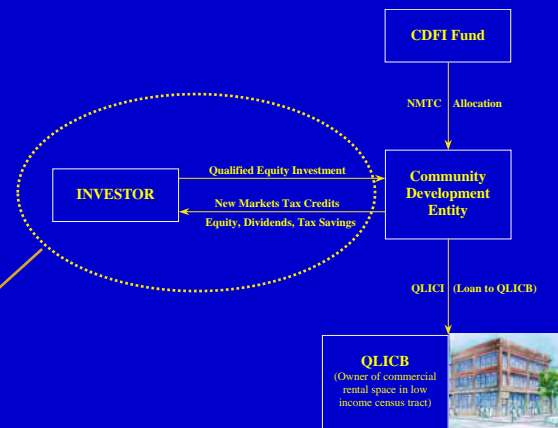 CDFI Fund
NMTC Allocation
Qualified Equity Investment
INVESTOR
New Markets Tax Credits
Equity, Dividends, Tax Savings
Community
Development
Entity
QLICI (Loan to QLICB)
QLICB
(Owner of commercial
rental space in low
income census tract)